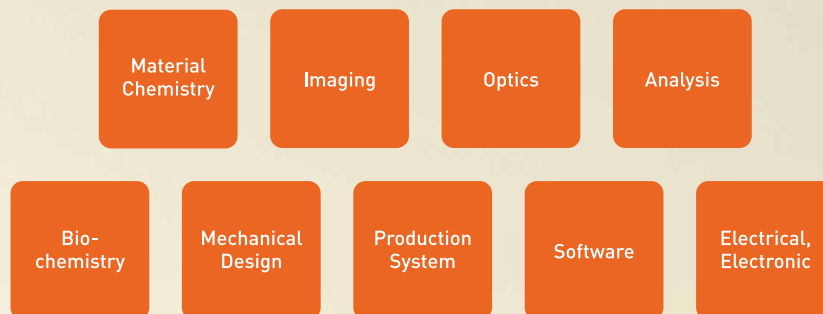 Material
Chemistry
Imaging
Optics
Analysis
Bio-
chemistry
Mechanical
Design
Production
System
Software
Electrical,
Electronic